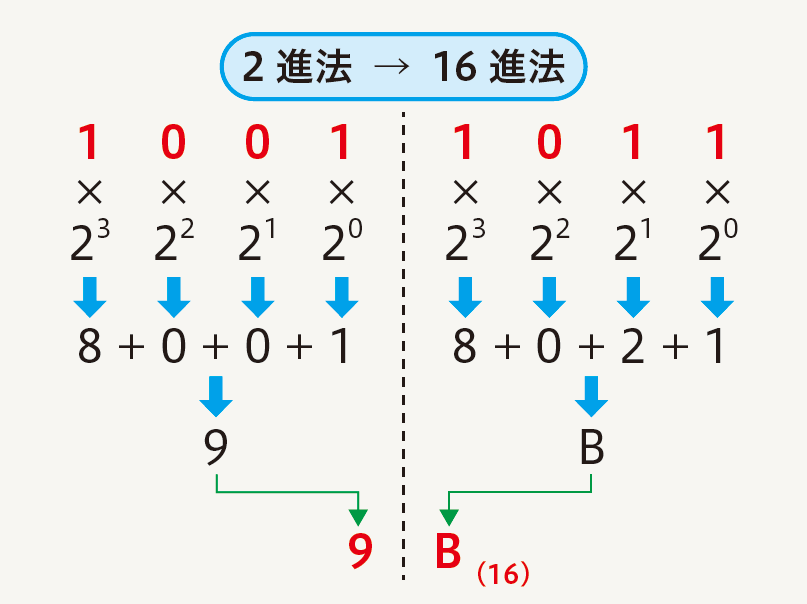 2 進法 → 16 進法
1 0 0 1 1 0 1 1
× × × × × × × ×
2³ 2² 2¹ 2⁰ 2³ 2² 2¹ 2⁰
8 + 0 + 0 + 1 8 + 0 + 2 + 1
9 B
9 B (16)